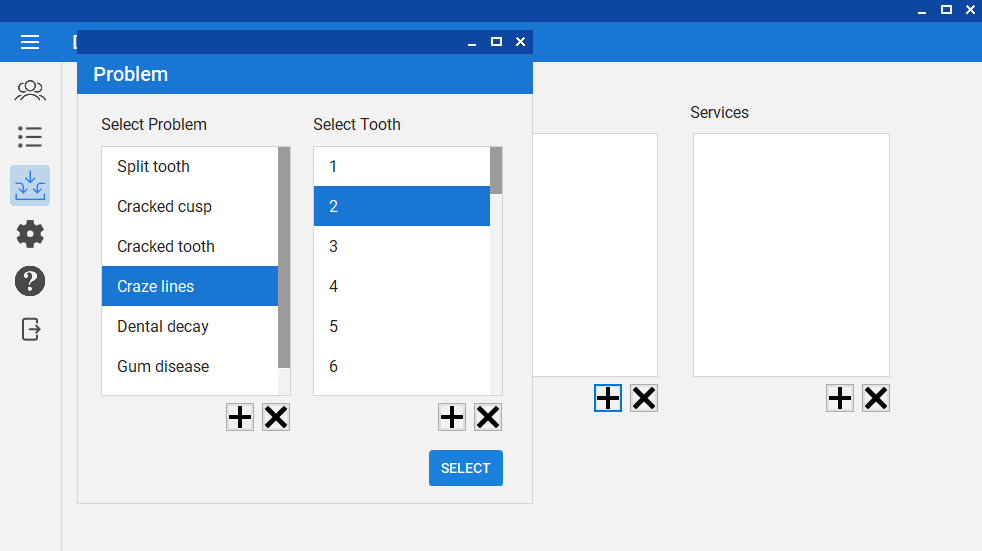 Problem
Select Problem
Select Tooth
Services
Split tooth
1
Cracked cusp
2
Cracked tooth
3
Craze lines
4
Dental decay
5
Gum disease
6
SELECT